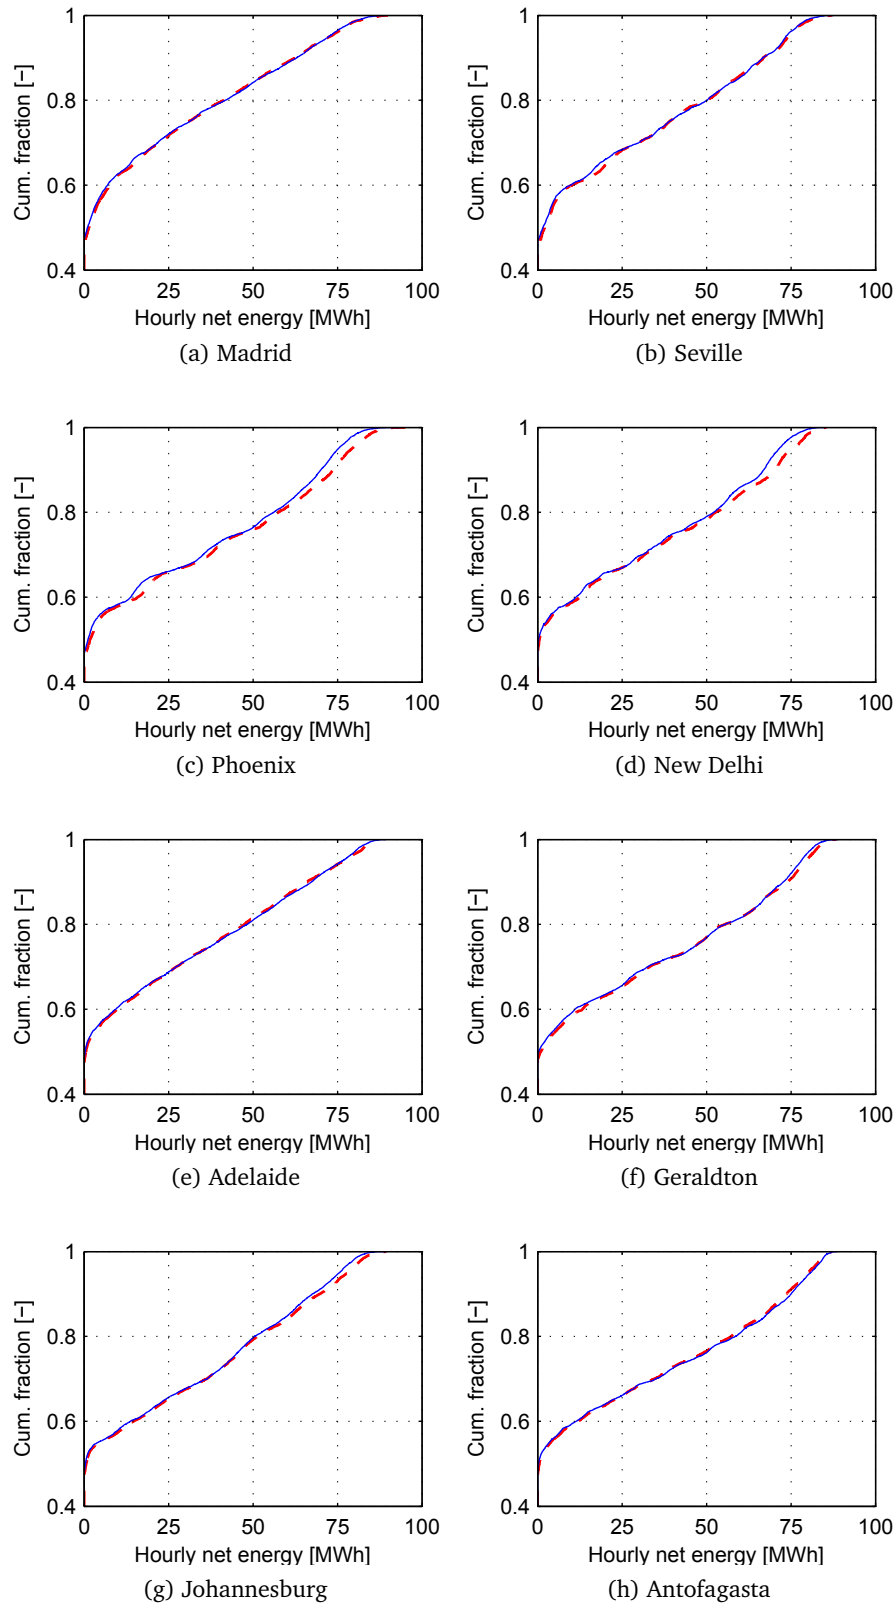 1
0.8
0.6
0.4
Cum. fraction [−]
0 25 50 75 100
Hourly net energy [MWh]
(a) Madrid
1
0.8
0.6
0.4
Cum. fraction [−]
0 25 50 75 100
Hourly net energy [MWh]
(b) Seville
1
0.8
0.6
0.4
Cum. fraction [−]
0 25 50 75 100
Hourly net energy [MWh]
(c) Phoenix
1
0.8
0.6
0.4
Cum. fraction [−]
0 25 50 75 100
Hourly net energy [MWh]
(d) New Delhi
1
0.8
0.6
0.4
Cum. fraction [−]
0 25 50 75 100
Hourly net energy [MWh]
(e) Adelaide
1
0.8
0.6
0.4
Cum. fraction [−]
0 25 50 75 100
Hourly net energy [MWh]
(f) Geraldton
1
0.8
0.6
0.4
Cum. fraction [−]
0 25 50 75 100
Hourly net energy [MWh]
(g) Johannesburg
1
0.8
0.6
0.4
Cum. fraction [−]
0 25 50 75 100
Hourly net energy [MWh]
(h) Antofagasta